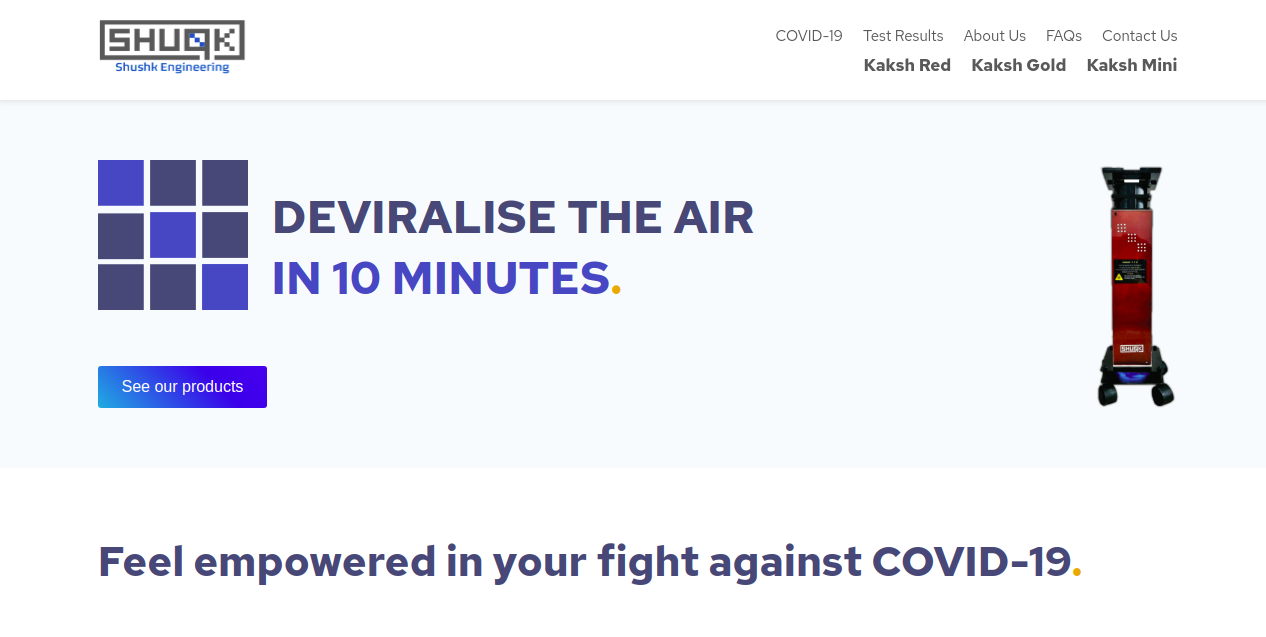 SHUQK
Shushk Engineering
COVID-19 Test Results About Us FAQs Contact Us
Kaksh Red Kaksh Gold Kaksh Mini
DEVIRALISE THE AIR
IN 10 MINUTES.
See our products
SHUQK
Feel empowered in your fight against COVID-19.